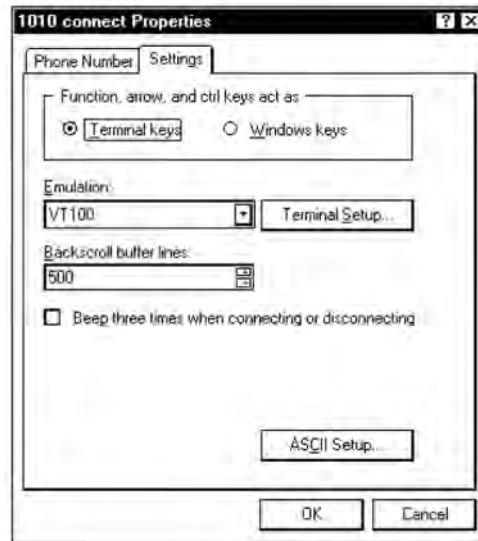 1010 connect Properties
Phone Number Settings
Function, arrow, and ctrl keys act as
Terminal keys Windows keys
Emulation:
VT100 Terminal Setup...
Backscroll buffer lines:
500
Beep three times when connecting or disconnecting
ASCII Setup...
OK Cancel